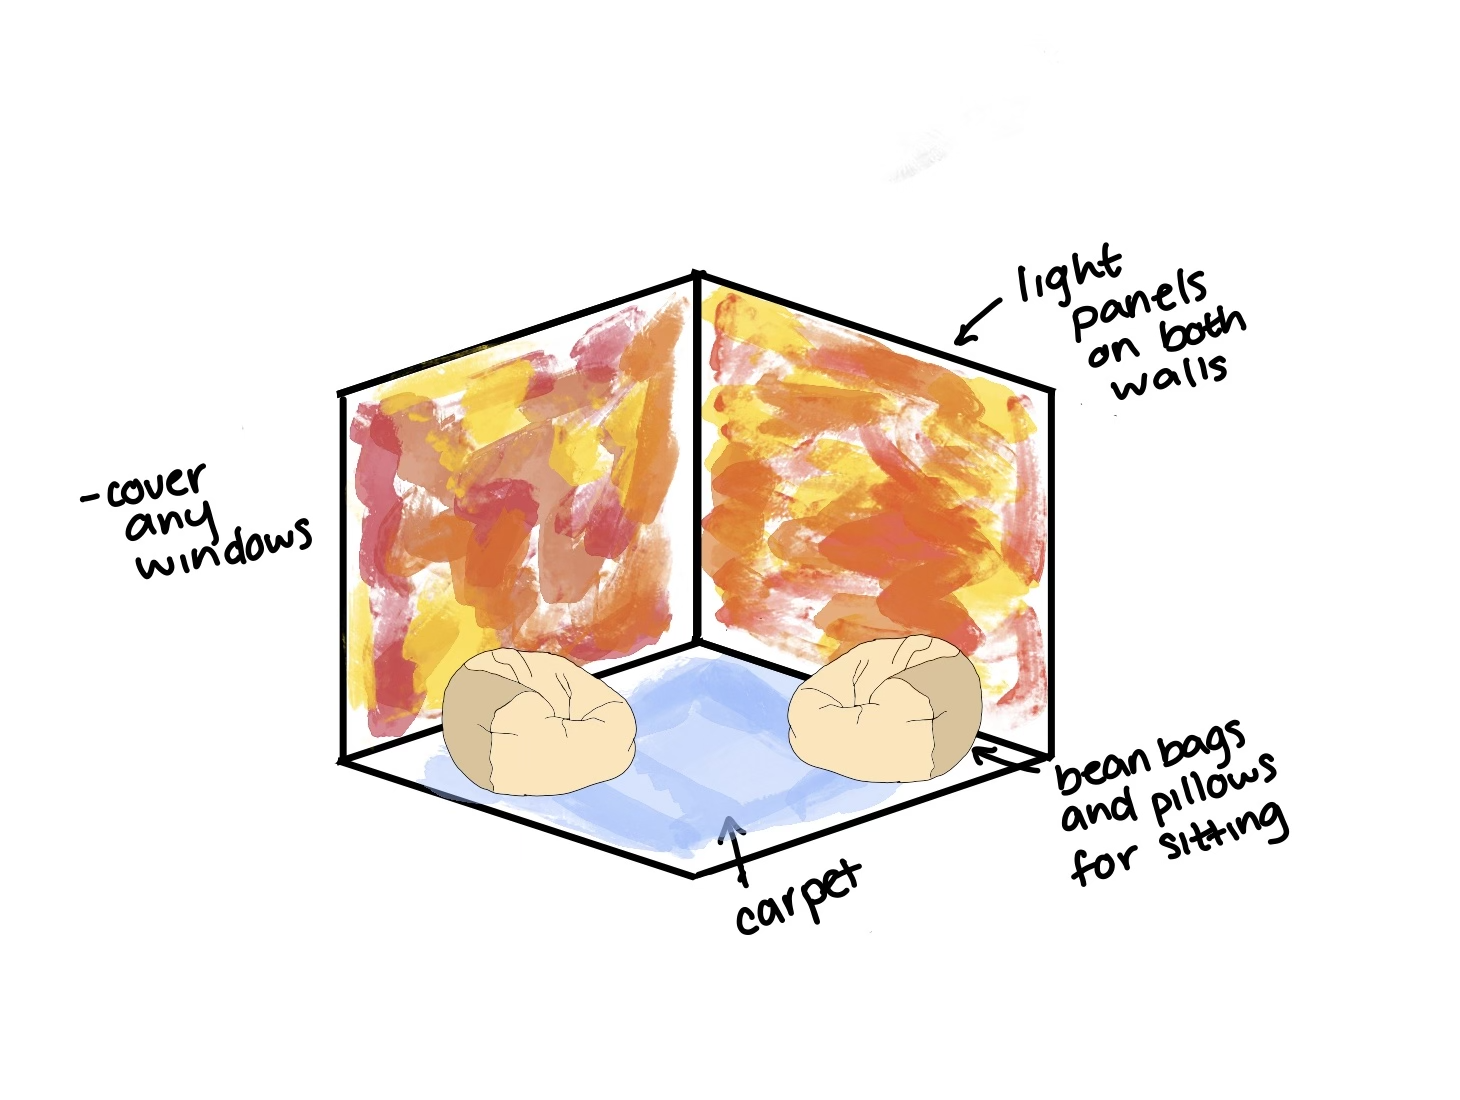 light
panels
on both
walls
-cover
any
windows
bean bags
and pillows
for sitting
carpet